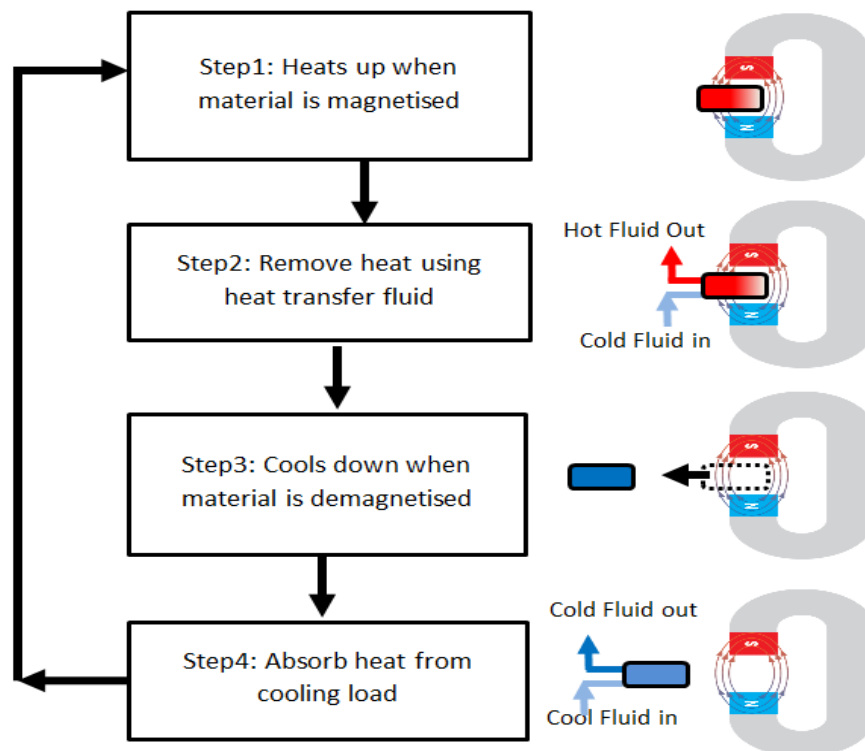 Step1: Heats up when
material is magnetised
S
N
Step2: Remove heat using
heat transfer fluid
Hot Fluid Out
S
N
Cold Fluid in
Step3: Cools down when
material is demagnetised
S
N
Step4: Absorb heat from
cooling load
Cold Fluid out
S
N
Cool Fluid in